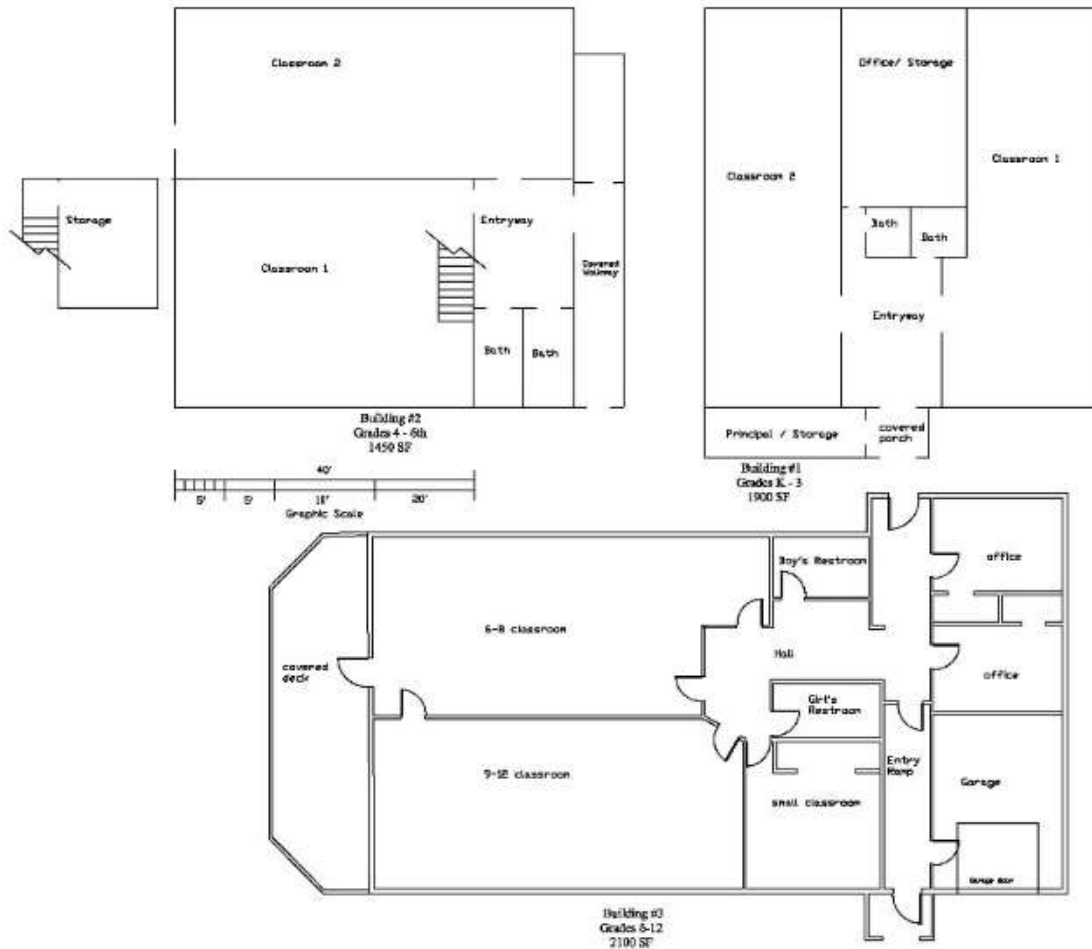 Classroom 2
Storage
Classroom 1
Entryway
Covered
Walkway
Bath
Bath
Building #2
Grades 4 - 6th
1450 SF
Office/ Storage
Classroom 2
Classroom 1
Bath
Bath
Entryway
Principal / Storage
covered
porch
Building #1
Grades K - 3
1900 SF
40'
5'
5'
10'
20'
Graphic Scale
covered
deck
6-8 classroom
Boy's Restroom
office
Hall
office
Girl's
Restroom
9-12 classroom
small classroom
Entry
Ramp
Garage
Garage door
Building #3
Grades 6-12
2100 SF